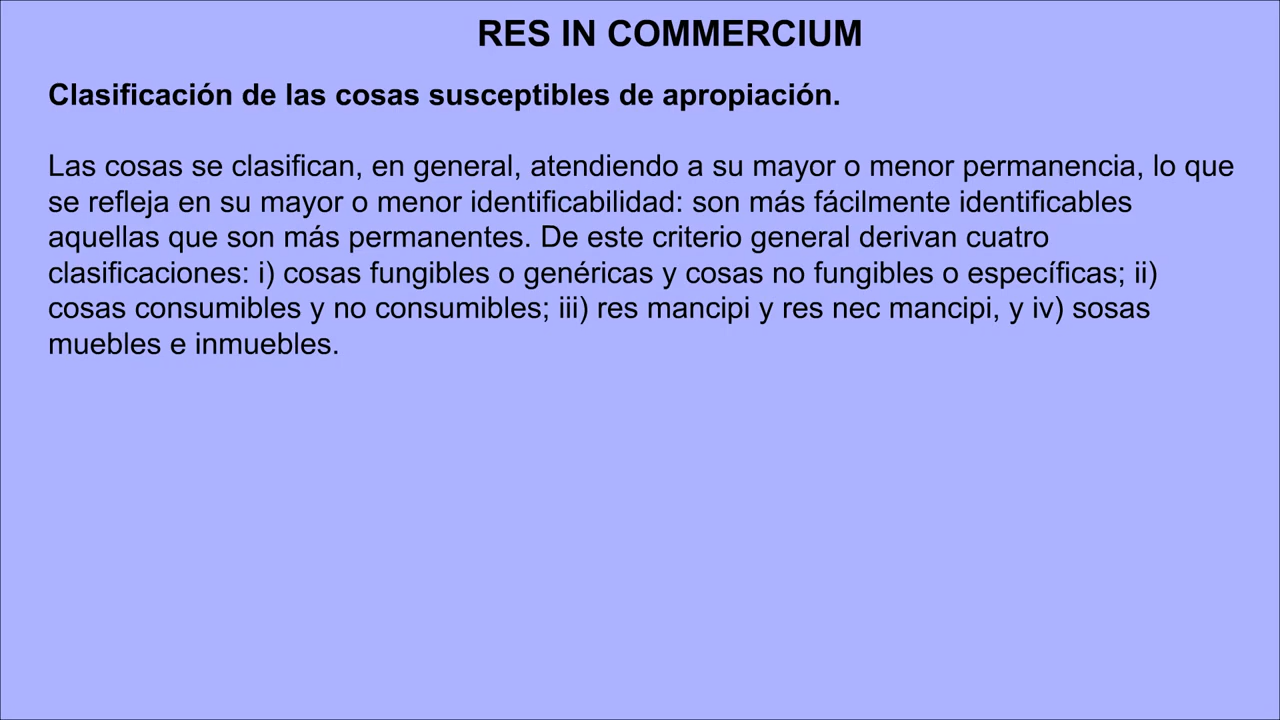 RES IN COMMERCIUM
Clasificación de las cosas susceptibles de apropiación.
Las cosas se clasifican, en general, atendiendo a su mayor o menor permanencia, lo que
se refleja en su mayor o menor identificabilidad: son más fácilmente identificables
aquellas que son más permanentes. De este criterio general derivan cuatro
clasificaciones: i) cosas fungibles o genéricas y cosas no fungibles o específicas; ii)
cosas consumibles y no consumibles; iii) res mancipi y res nec mancipi, y iv) sosas
muebles e inmuebles.